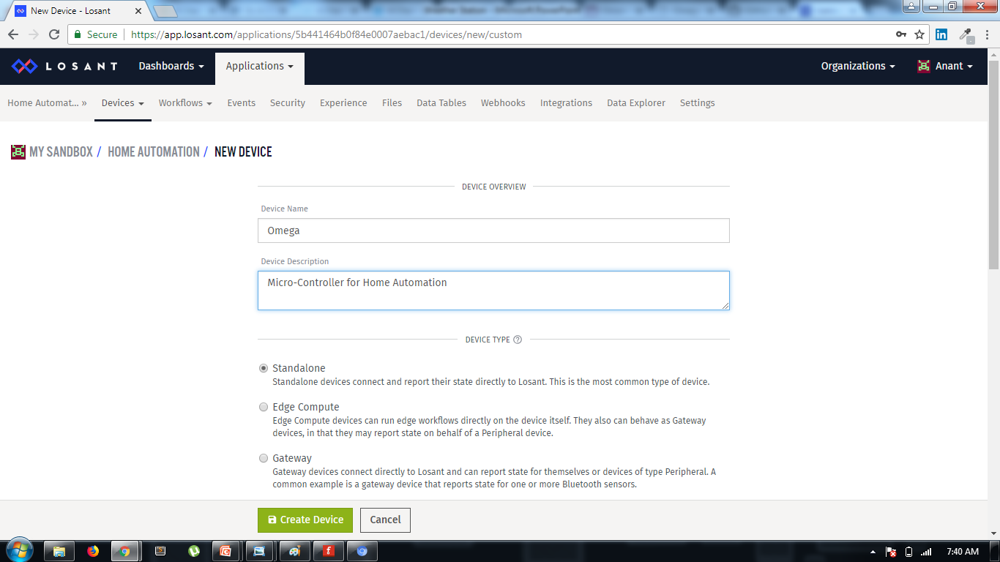 New Device - Losant
Secure
https://app.losant.com/applications/5b441464b0f84e0007aebac1/devices/new/custom
LOSANT
Dashboards
Applications
Organizations
Anant
Home Automat... »
Devices
Workflows
Events
Security
Experience
Files
Data Tables
Webhooks
Integrations
Data Explorer
Settings
MY SANDBOX / HOME AUTOMATION / NEW DEVICE
DEVICE OVERVIEW
Device Name
Omega
Device Description
Micro-Controller for Home Automation
DEVICE TYPE ?
Standalone
Standalone devices connect and report their state directly to Losant. This is the most common type of device.
Edge Compute
Edge Compute devices can run edge workflows directly on the device itself. They also can behave as Gateway
devices, in that they may report state on behalf of a Peripheral device.
Gateway
Gateway devices connect directly to Losant and can report state for themselves or devices of type Peripheral. A
common example is a gateway device that reports state for one or more Bluetooth sensors.
Create Device
Cancel
7:40 AM